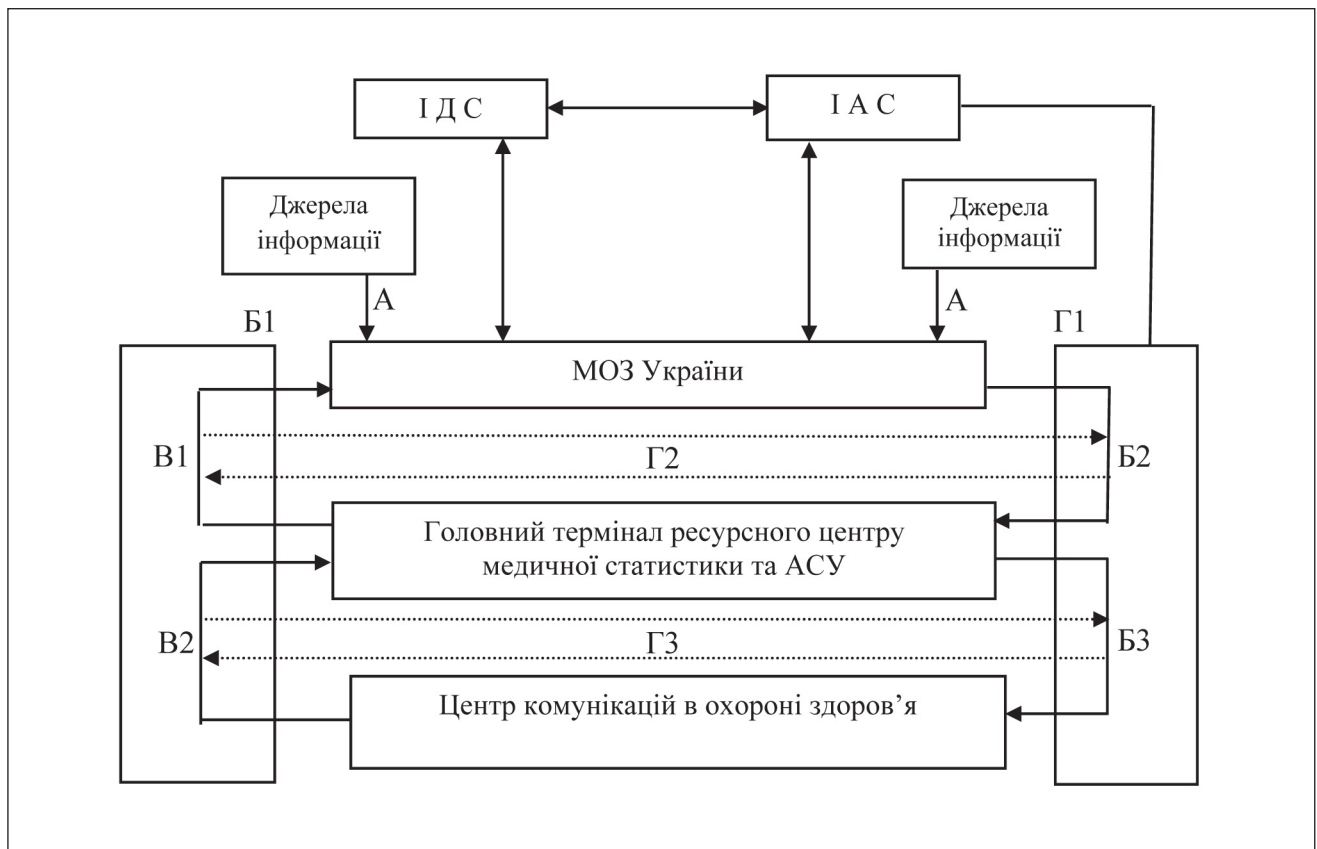 І Д С
І А С
Джерела
інформації
Джерела
інформації
А
А
Б1
Г1
МОЗ України
В1
Г2
Б2
Головний термінал ресурсного центру
медичної статистики та АСУ
В2
Г3
Б3
Центр комунікацій в охороні здоров’я